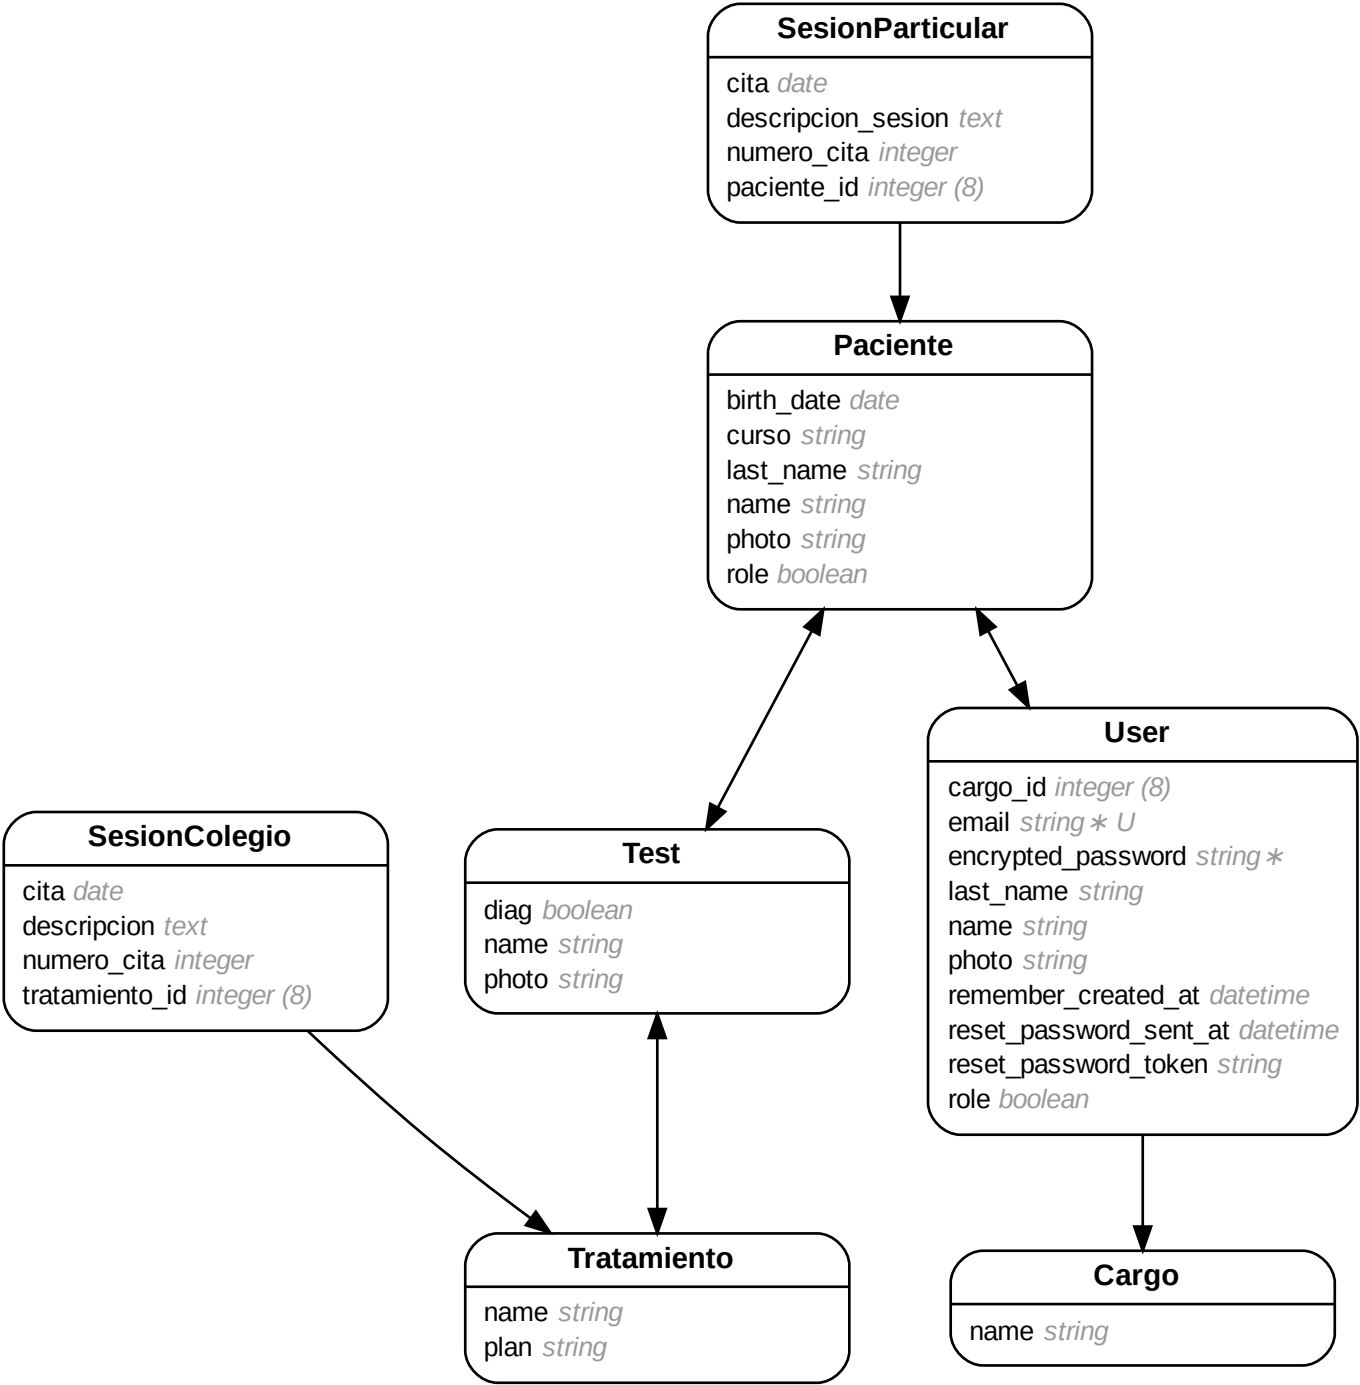 SesionParticular
cita date
descripcion_sesion text
numero_cita integer
paciente_id integer (8)
Paciente
birth_date date
curso string
last_name string
name string
photo string
role boolean
User
cargo_id integer (8)
email string∗ U
encrypted_password string∗
last_name string
name string
photo string
remember_created_at datetime
reset_password_sent_at datetime
reset_password_token string
role boolean
SesionColegio
cita date
descripcion text
numero_cita integer
tratamiento_id integer (8)
Test
diag boolean
name string
photo string
Tratamiento
name string
plan string
Cargo
name string